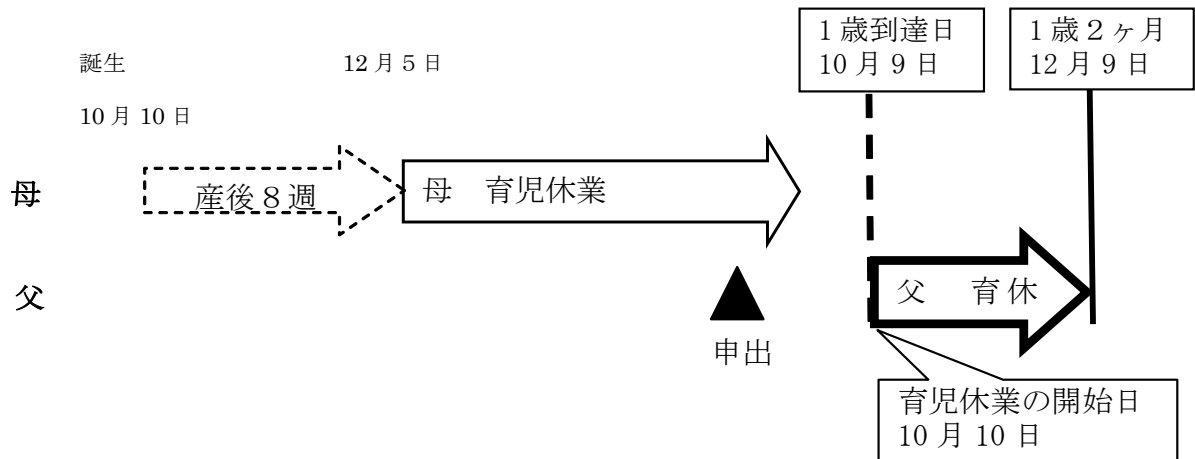 １歳到達日
10月９日
１歳２ヶ月
12月９日
誕生
12月５日
10月10日
母
産後８週
母　育児休業
父
父　育休
申出
育児休業の開始日
10月10日